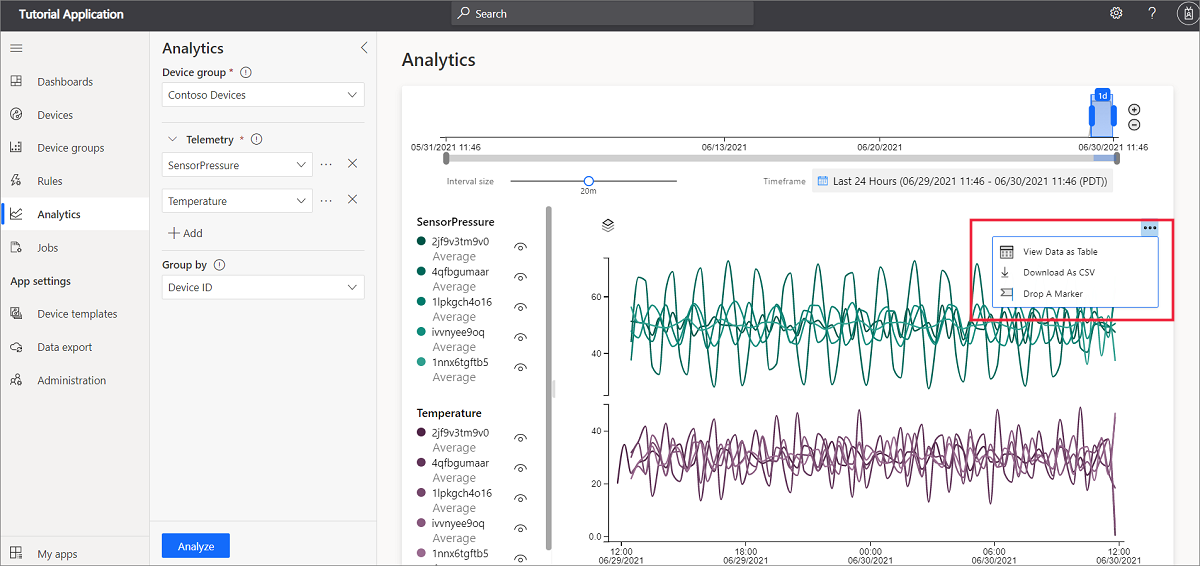 Tutorial Application
Search
?
Dashboards
Devices
Device groups
Rules
Analytics
Jobs
App settings
Device templates
Data export
Administration
My apps
Analytics
Device group *
Contoso Devices
Telemetry *
SensorPressure
Temperature
Add
Group by
Device ID
Analyze
Analytics
1d
05/31/2021 11:46
06/13/2021
06/20/2021
06/30/2021 11:46
Interval size
20m
Timeframe
Last 24 Hours (06/29/2021 11:46 - 06/30/2021 11:46 (PDT))
SensorPressure
2jf9v3tm9v0
Average
4qfbgumaar
Average
1lpkgch4o16
Average
ivvnyee9oq
Average
1nnx6tgftb5
Average
Temperature
2jf9v3tm9v0
Average
4qfbgumaar
Average
1lpkgch4o16
Average
ivvnyee9oq
Average
1nnx6tgftb5
Average
View Data as Table
Download As CSV
Drop A Marker
60
40
40
20
0.0
12:00
06/29/2021
18:00
06/29/2021
00:00
06/30/2021
06:00
06/30/2021
12:00
06/30/2021